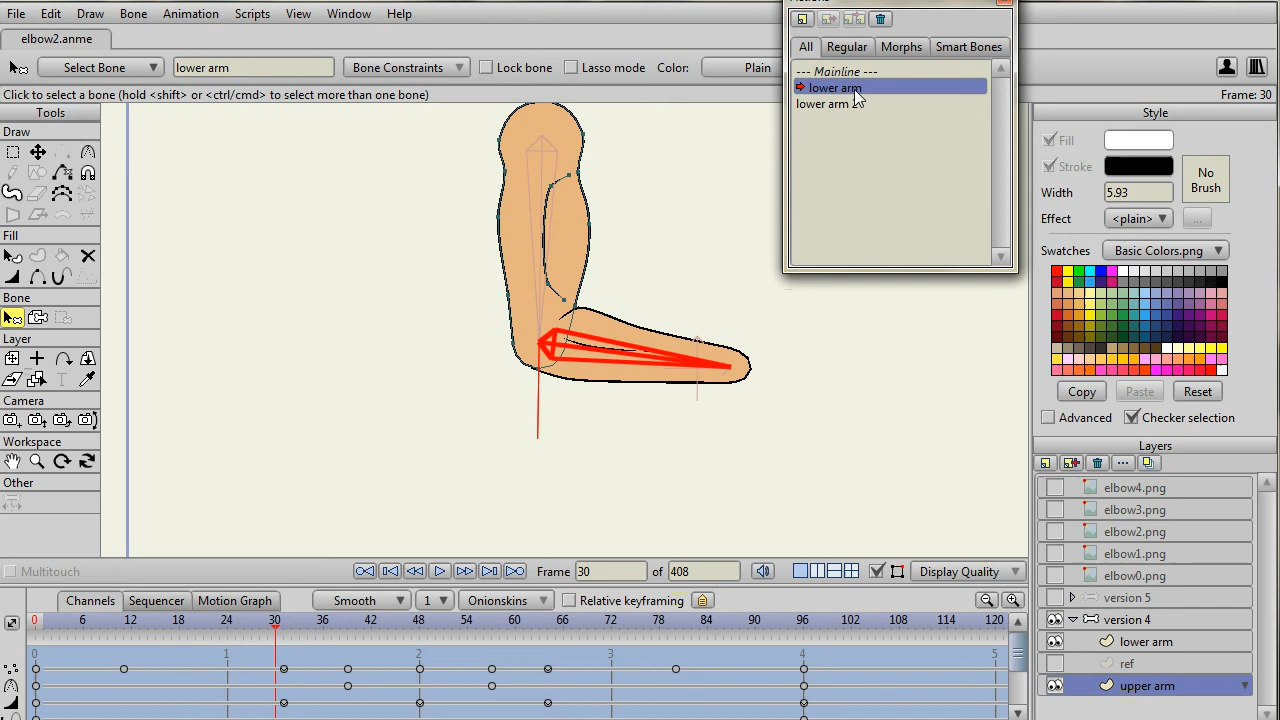 File Edit Draw Bone Animation Scripts View Window Help
elbow2.anme
Select Bone lower arm Bone Constraints Lock bone Lasso mode Color: Plain
Click to select a bone (hold <shift> or <ctrl/cmd> to select more than one bone) Frame: 30
Tools
Draw
Fill
Bone
Layer
Camera
Workspace
Other
All Regular Morphs Smart Bones
--- Mainline ---
lower arm
lower arm 2
Style
Fill
Stroke
No Brush
Width 5.93
Effect <plain> ...
Swatches Basic Colors.png
Copy Paste Reset
Advanced Checker selection
Layers
elbow4.png
elbow3.png
elbow2.png
elbow1.png
elbow0.png
version 5
version 4
lower arm
ref
upper arm
Multitouch Frame 30 of 408 Display Quality
Channels Sequencer Motion Graph Smooth 1 Onionskins Relative keyframing
0 6 12 18 24 30 36 42 48 54 60 66 72 78 84 90 96 102 108 114 120
0 1 2 3 4 5